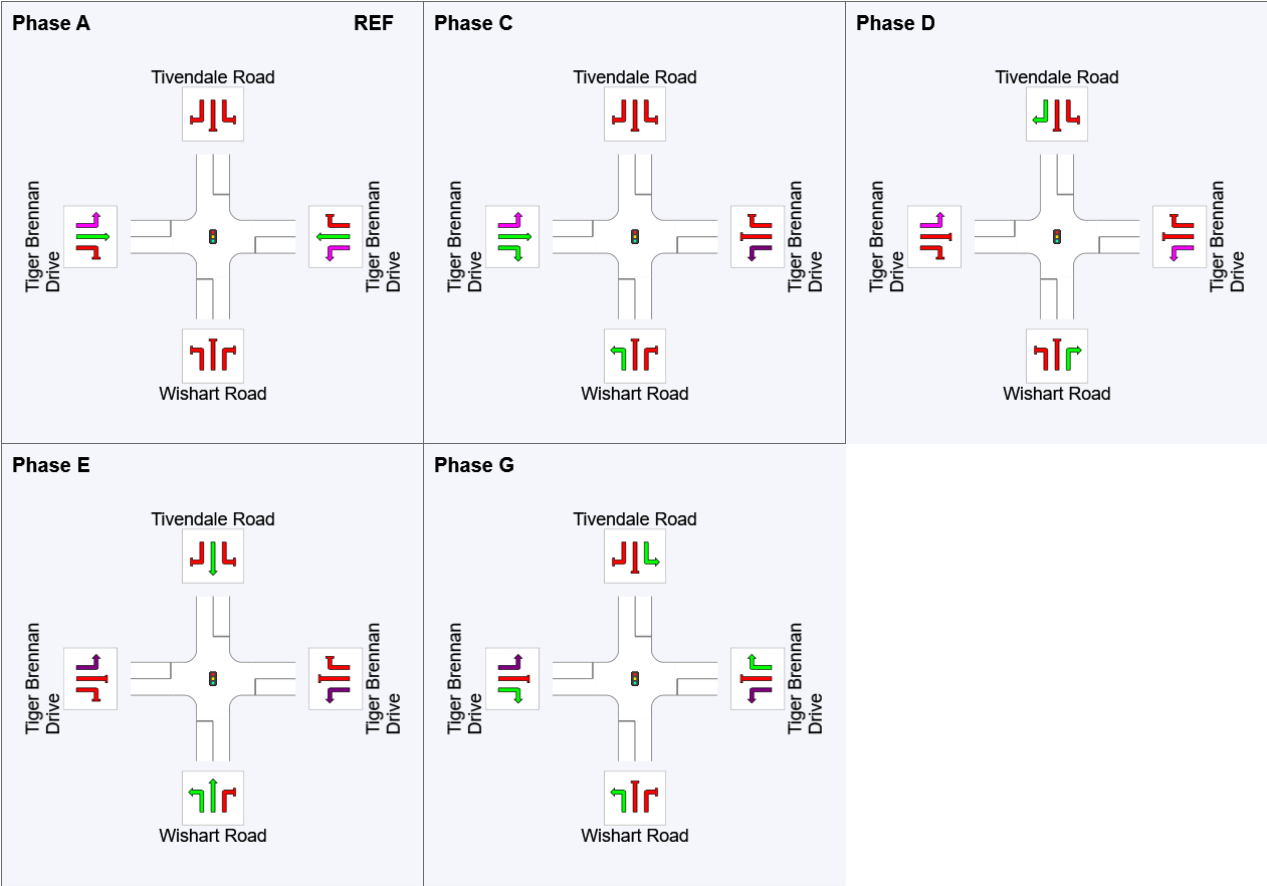 Phase A REF
Tivendale Road
Tiger Brennan
Drive
Tiger Brennan
Drive
Wishart Road
Phase C
Tivendale Road
Tiger Brennan
Drive
Tiger Brennan
Drive
Wishart Road
Phase D
Tivendale Road
Tiger Brennan
Drive
Tiger Brennan
Drive
Wishart Road
Phase E
Tivendale Road
Tiger Brennan
Drive
Tiger Brennan
Drive
Wishart Road
Phase G
Tivendale Road
Tiger Brennan
Drive
Tiger Brennan
Drive
Wishart Road